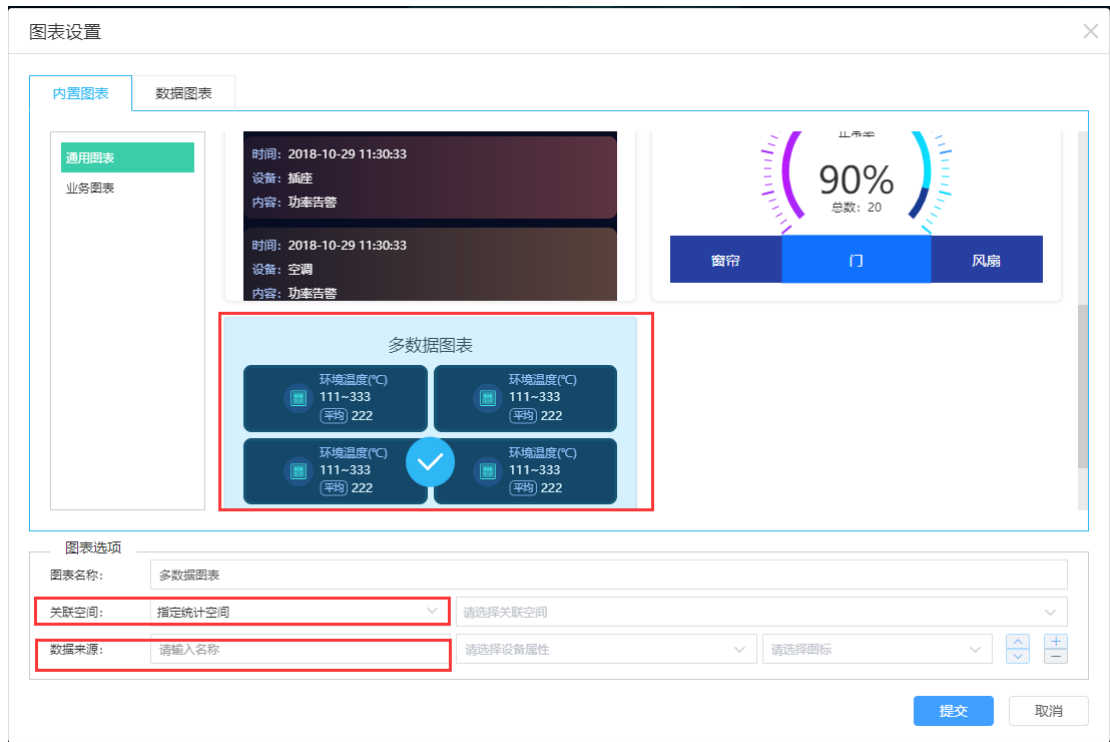 图表设置
内置图表 数据图表
通用图表
业务图表
时间: 2018-10-29 11:30:33
设备: 插座
内容: 功率告警
时间: 2018-10-29 11:30:33
设备: 空调
内容: 功率告警
正常率
90%
总数: 20
窗帘 门 风扇
多数据图表
环境温度(℃)
111~333
平均 222
环境温度(℃)
111~333
平均 222
环境温度(℃)
111~333
平均 222
环境温度(℃)
111~333
平均 222
图表选项
图表名称: 多数据图表
关联空间: 指定统计空间 请选择关联空间
数据来源: 请输入名称 请选择设备属性 请选择图标
提交 取消